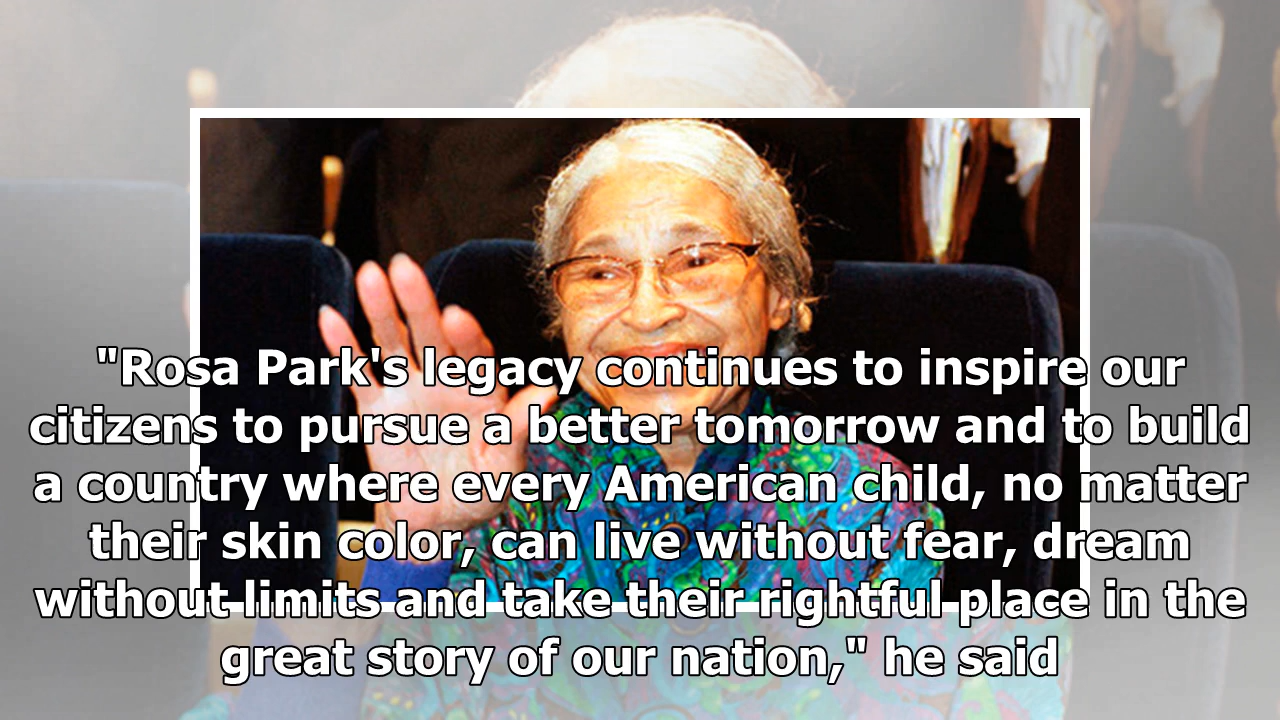 "Rosa Park's legacy continues to inspire our
citizens to pursue a better tomorrow and to build
a country where every American child, no matter
their skin color, can live without fear, dream
without limits and take their rightful place in the
great story of our nation," he said